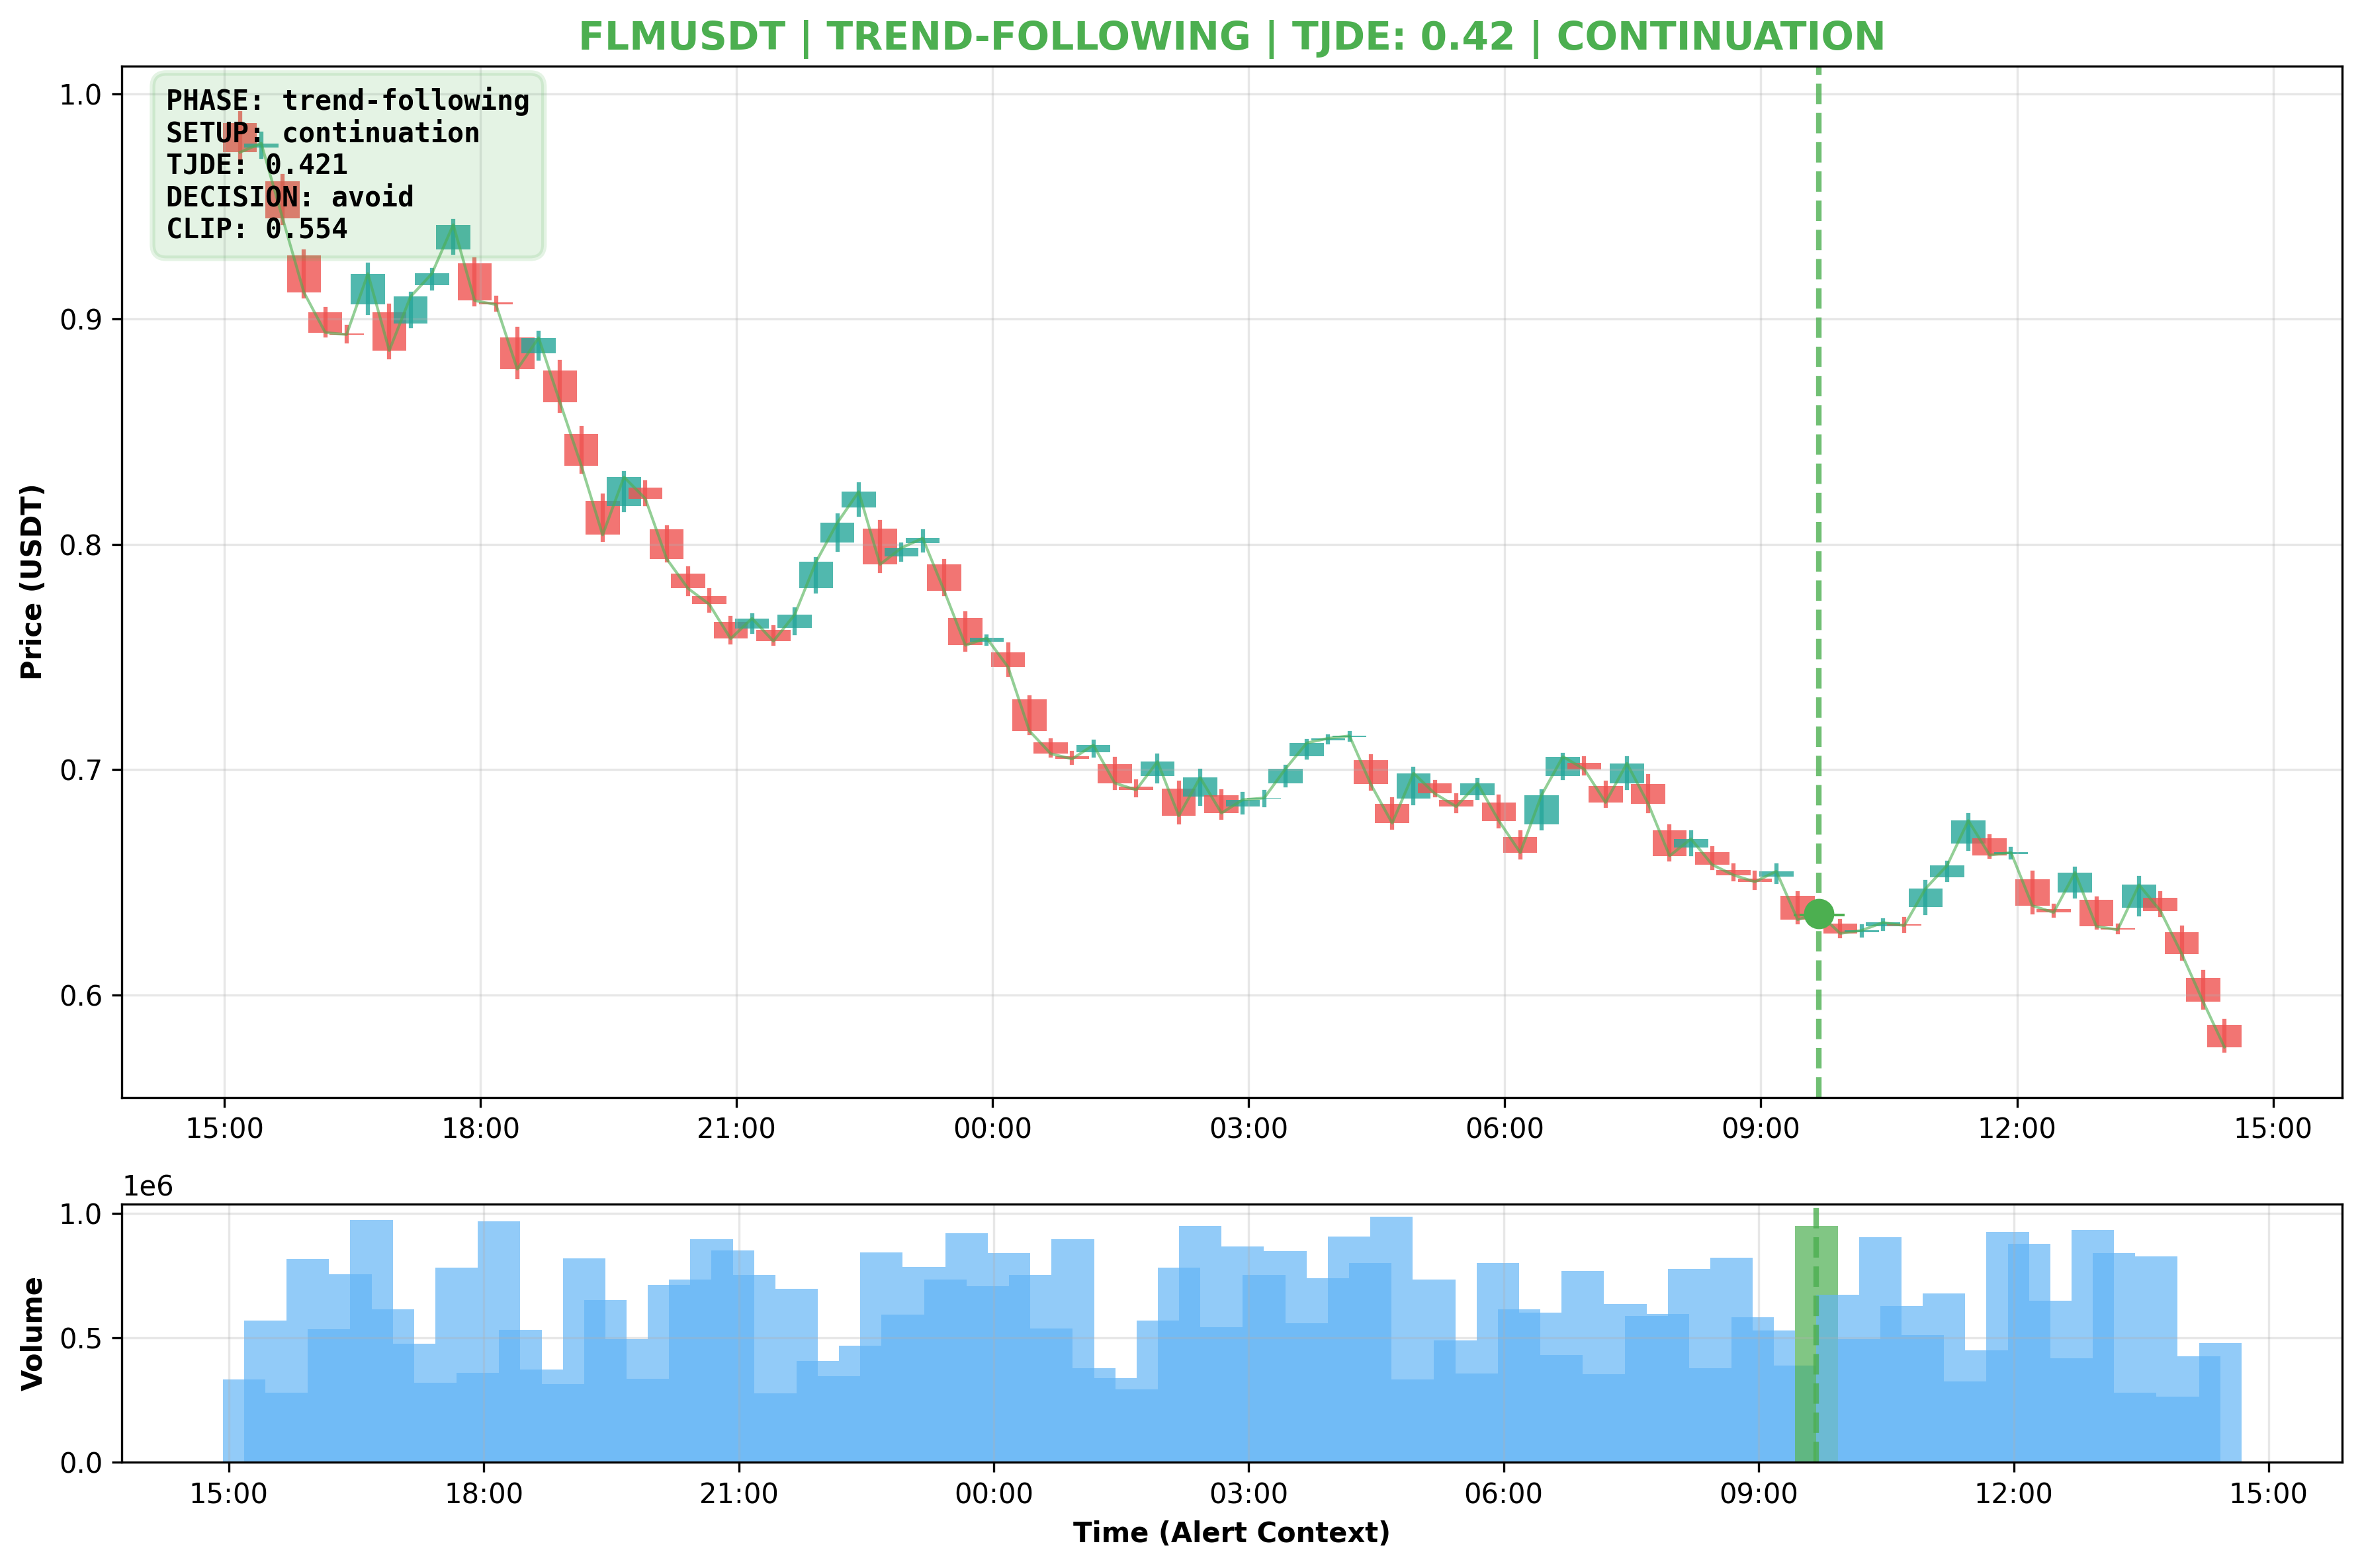 FLMUSDT | TREND-FOLLOWING | TJDE: 0.42 | CONTINUATION
PHASE: trend-following
SETUP: continuation
TJDE: 0.421
DECISION: avoid
CLIP: 0.554
Price (USDT)
1.0
0.9
0.8
0.7
0.6
15:00 18:00 21:00 00:00 03:00 06:00 09:00 12:00 15:00
1e6
Volume
1.0
0.5
0.0
15:00 18:00 21:00 00:00 03:00 06:00 09:00 12:00 15:00
Time (Alert Context)